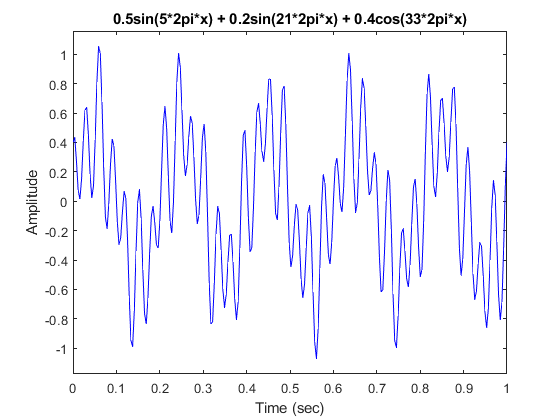 0.5sin(5*2pi*x) + 0.2sin(21*2pi*x) + 0.4cos(33*2pi*x)
1
0.8
0.6
0.4
0.2
0
-0.2
-0.4
-0.6
-0.8
-1
Amplitude
0 0.1 0.2 0.3 0.4 0.5 0.6 0.7 0.8 0.9 1
Time (sec)